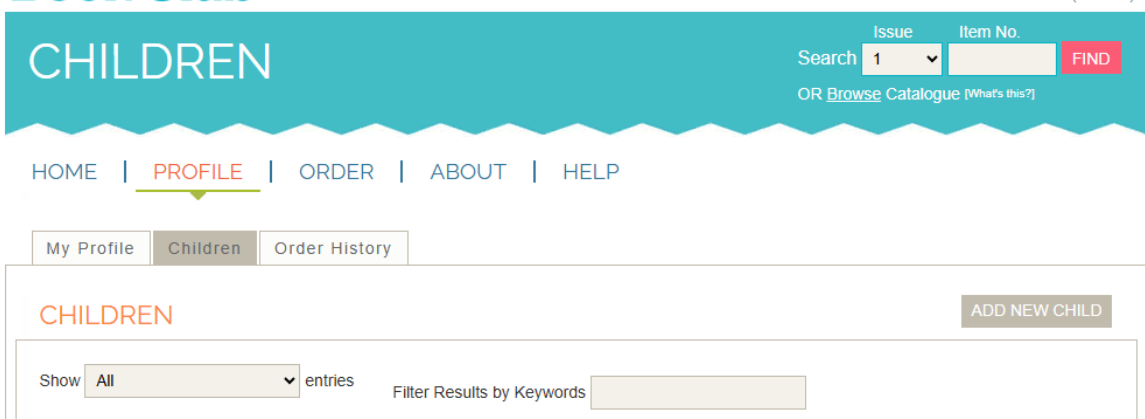 CHILDREN
Issue Item No.
Search 1 FIND
OR Browse Catalogue [What's this?]
HOME | PROFILE | ORDER | ABOUT | HELP
My Profile Children Order History
CHILDREN
ADD NEW CHILD
Show All entries Filter Results by Keywords